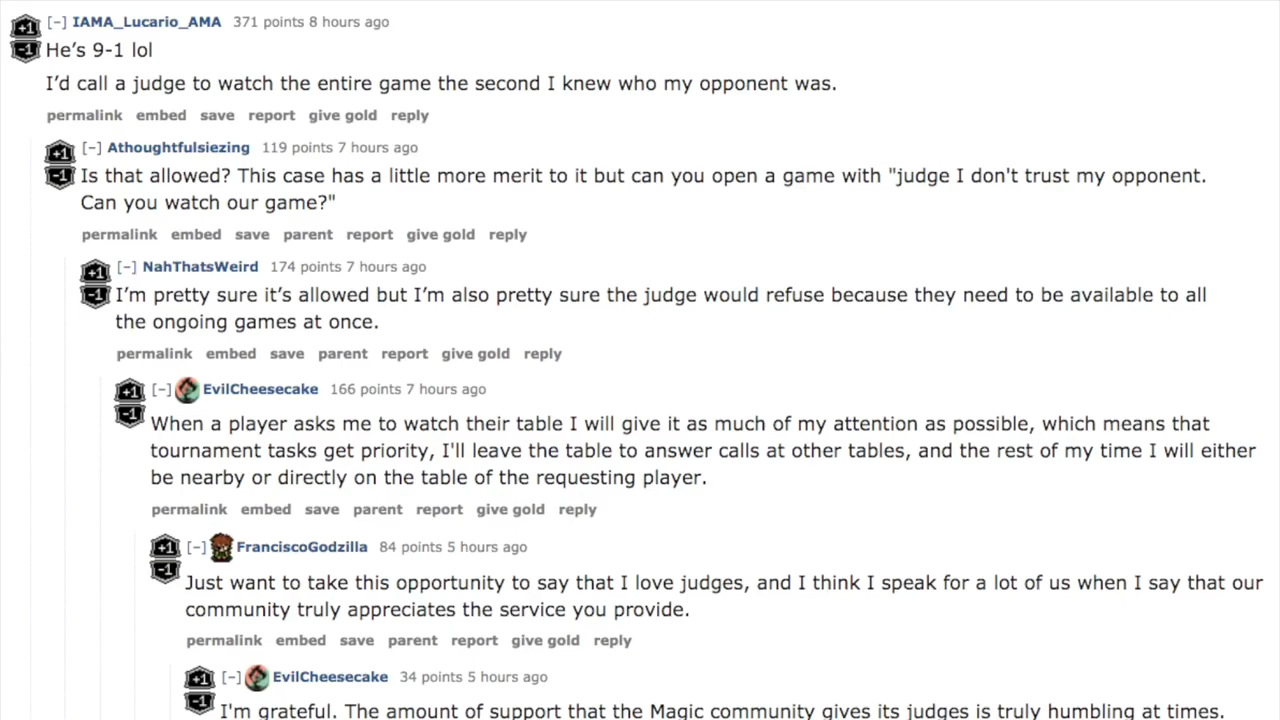 +1 [−] IAMA_Lucario_AMA 371 points 8 hours ago
-1 He’s 9-1 lol
I’d call a judge to watch the entire game the second I knew who my opponent was.
permalink embed save report give gold reply
+1 [−] Athoughtfulsiezing 119 points 7 hours ago
-1 Is that allowed? This case has a little more merit to it but can you open a game with "judge I don't trust my opponent.
Can you watch our game?"
permalink embed save parent report give gold reply
+1 [−] NahThatsWeird 174 points 7 hours ago
-1 I’m pretty sure it’s allowed but I’m also pretty sure the judge would refuse because they need to be available to all
the ongoing games at once.
permalink embed save parent report give gold reply
+1 [−] EvilCheesecake 166 points 7 hours ago
-1 When a player asks me to watch their table I will give it as much of my attention as possible, which means that
tournament tasks get priority, I'll leave the table to answer calls at other tables, and the rest of my time I will either
be nearby or directly on the table of the requesting player.
permalink embed save parent report give gold reply
+1 [−] FranciscoGodzilla 84 points 5 hours ago
-1 Just want to take this opportunity to say that I love judges, and I think I speak for a lot of us when I say that our
community truly appreciates the service you provide.
permalink embed save parent report give gold reply
+1 [−] EvilCheesecake 34 points 5 hours ago
-1 I'm grateful. The amount of support that the Magic community gives its judges is truly humbling at times.